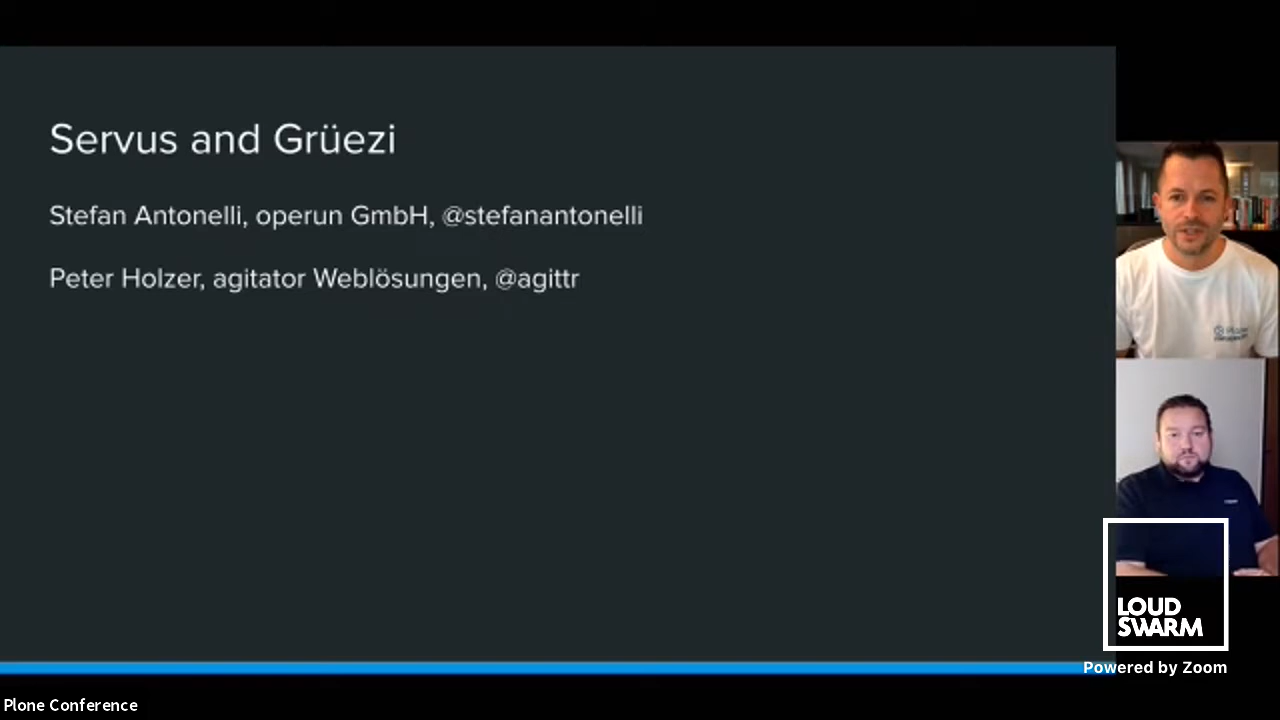 Servus and Grüezi
Stefan Antonelli, operun GmbH, @stefanantonelli
Peter Holzer, agitator Weblösungen, @agittr
LOUD
SWARM
Powered by Zoom
Plone Conference